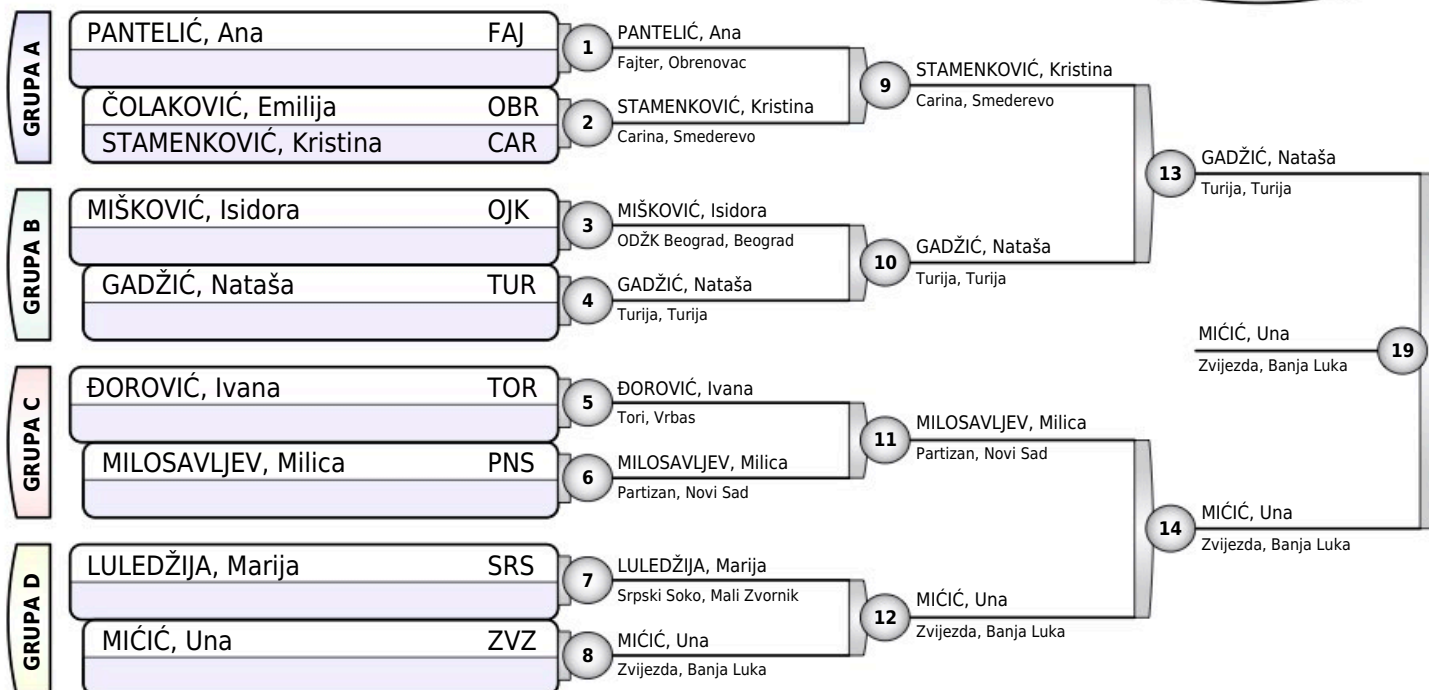 GRUPA A
PANTELIĆ, Ana FAJ
ČOLAKOVIĆ, Emilija OBR
STAMENKOVIĆ, Kristina CAR
GRUPA B
MIŠKOVIĆ, Isidora OJK
GADŽIĆ, Nataša TUR
GRUPA C
ĐOROVIĆ, Ivana TOR
MILOSAVLJEV, Milica PNS
GRUPA D
LULEDŽIJA, Marija SRS
MIĆIĆ, Una ZVZ
1
PANTELIĆ, Ana
Fajter, Obrenovac
2
STAMENKOVIĆ, Kristina
Carina, Smederevo
3
MIŠKOVIĆ, Isidora
ODŽK Beograd, Beograd
4
GADŽIĆ, Nataša
Turija, Turija
5
ĐOROVIĆ, Ivana
Tori, Vrbas
6
MILOSAVLJEV, Milica
Partizan, Novi Sad
7
LULEDŽIJA, Marija
Srpski Soko, Mali Zvornik
8
MIĆIĆ, Una
Zvijezda, Banja Luka
9
STAMENKOVIĆ, Kristina
Carina, Smederevo
10
GADŽIĆ, Nataša
Turija, Turija
11
MILOSAVLJEV, Milica
Partizan, Novi Sad
12
MIĆIĆ, Una
Zvijezda, Banja Luka
13
GADŽIĆ, Nataša
Turija, Turija
14
MIĆIĆ, Una
Zvijezda, Banja Luka
MIĆIĆ, Una
Zvijezda, Banja Luka
19